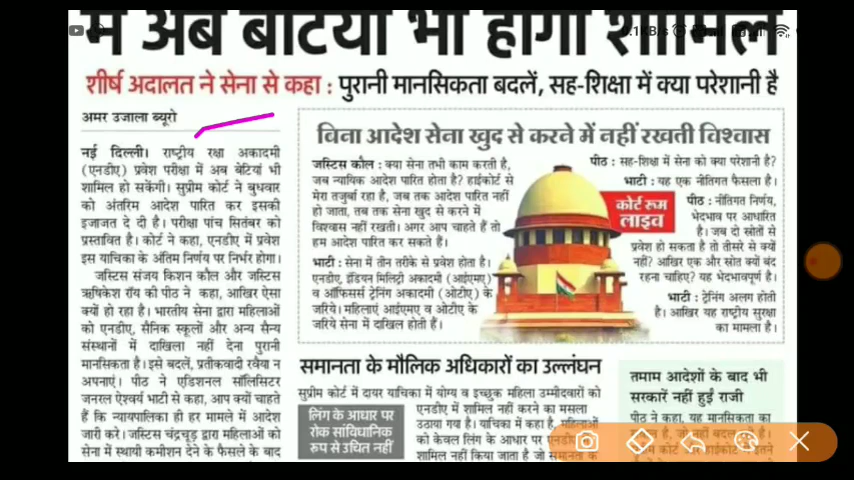 में अब बेटियां भी होंगी शामिल
शीर्ष अदालत ने सेना से कहा : पुरानी मानसिकता बदलें, सह-शिक्षा में क्या परेशानी है
अमर उजाला ब्यूरो
नई दिल्ली। राष्ट्रीय रक्षा अकादमी
(एनडीए) प्रवेश परीक्षा में अब बेटियां भी
शामिल हो सकेंगी। सुप्रीम कोर्ट ने बुधवार
को अंतरिम आदेश पारित कर इसकी
इजाजत दे दी है। परीक्षा पांच सितंबर को
प्रस्तावित है। कोर्ट ने कहा, एनडीए में प्रवेश
इस याचिका के अंतिम निर्णय पर निर्भर होगा।
जस्टिस संजय किशन कौल और जस्टिस
ऋषिकेश रॉय की पीठ ने कहा, आखिर ऐसा
क्यों हो रहा है। भारतीय सेना द्वारा महिलाओं
को एनडीए, सैनिक स्कूलों और अन्य सैन्य
संस्थानों में दाखिला नहीं देना पुरानी
मानसिकता है। इसे बदलें, प्रतीकवादी रवैया न
अपनाएं। पीठ ने एडिशनल सॉलिसिटर
जनरल ऐश्वर्य भाटी से कहा, आप क्यों चाहते
हैं कि न्यायपालिका ही हर मामले में आदेश
जारी करे। जस्टिस चंद्रचूड़ द्वारा महिलाओं को
सेना में स्थायी कमीशन देने के फैसले के बाद
बिना आदेश सेना खुद से करने में नहीं रखती विश्वास
जस्टिस कौल : क्या सेना तभी काम करती है,
जब न्यायिक आदेश पारित होता है? हाईकोर्ट से
मेरा तजुर्बा रहा है, जब तक आदेश पारित नहीं
हो जाता, तब तक सेना खुद से करने में
विश्वास नहीं रखती। अगर आप चाहते हैं तो
हम आदेश पारित कर सकते हैं।
भाटी : सेना में तीन तरीके से प्रवेश होता है।
एनडीए, इंडियन मिलिट्री अकादमी (आईएमए)
व ऑफिसर्स ट्रेनिंग अकादमी (ओटीए) के
जरिये। महिलाएं आईएमए व ओटीए के
जरिये सेना में दाखिल होती हैं।
कोर्ट रूम
लाइव
पीठ : सह-शिक्षा में सेना को क्या परेशानी है?
भाटी : यह एक नीतिगत फैसला है।
पीठ : नीतिगत निर्णय,
भेदभाव पर आधारित
है। जब दो स्रोतों से
प्रवेश हो सकता है तो तीसरे से क्यों
नहीं? आखिर एक और स्रोत क्यों बंद
रहना चाहिए? यह भेदभावपूर्ण है।
भाटी : ट्रेनिंग अलग होती
है। आखिर यह राष्ट्रीय सुरक्षा
का मामला है।
समानता के मौलिक अधिकारों का उल्लंघन
सुप्रीम कोर्ट में दायर याचिका में योग्य व इच्छुक महिला उम्मीदवारों को
एनडीए में शामिल नहीं करने का मसला
उठाया गया है। याचिका में कहा है, महिलाओं
को केवल लिंग के आधार पर एनडीए
शामिल नहीं किया जाता है जो समानता के
लिंग के आधार पर
रोक सांविधानिक
रूप से उचित नहीं
तमाम आदेशों के बाद भी
सरकारें नहीं हुईं राजी
पीठ ने कहा, यह मानसिकता का